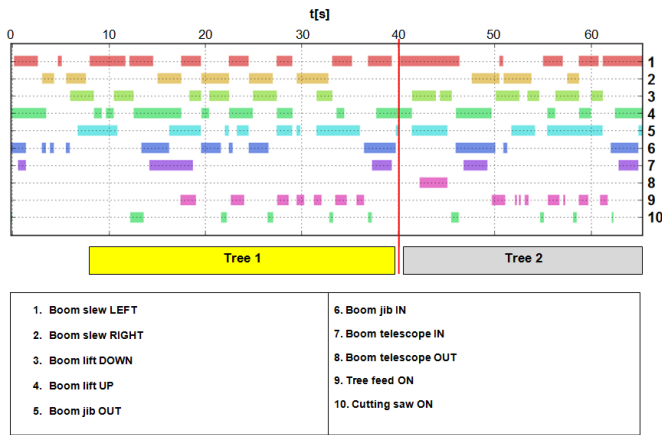 t[s]
0 10 20 30 40 50 60
1
2
3
4
5
6
7
8
9
10
Tree 1 Tree 2
1. Boom slew LEFT
2. Boom slew RIGHT
3. Boom lift DOWN
4. Boom lift UP
5. Boom jib OUT
6. Boom jib IN
7. Boom telescope IN
8. Boom telescope OUT
9. Tree feed ON
10. Cutting saw ON